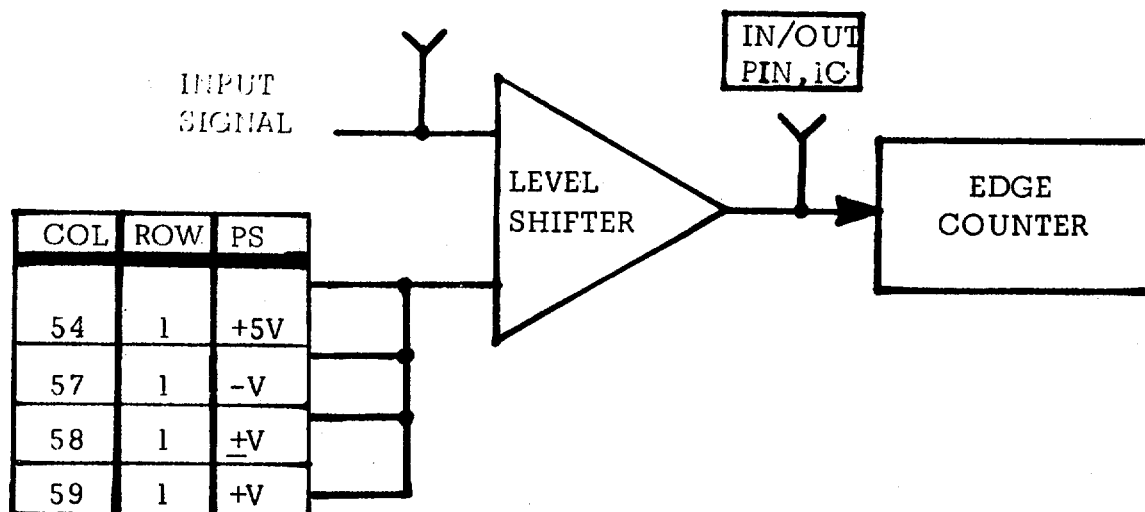 IN/OUT
PIN, iC
INPUT
SIGNAL
LEVEL
SHIFTER
EDGE
COUNTER
COL ROW PS
54 1 +5V
57 1 -V
58 1 ±V
59 1 +V